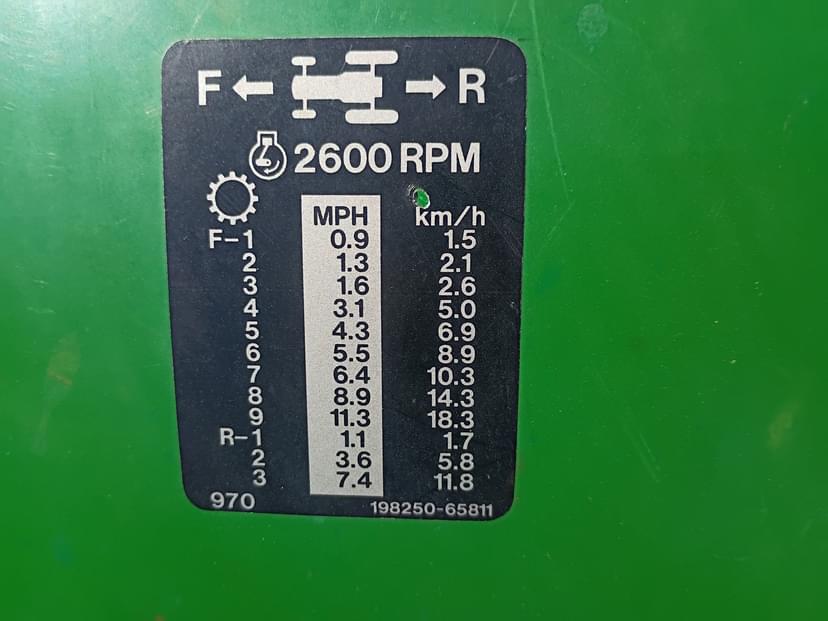 F R
2600 RPM
MPH km/h
F-1 0.9 1.5
2 1.3 2.1
3 1.6 2.6
4 3.1 5.0
5 4.3 6.9
6 5.5 8.9
7 6.4 10.3
8 8.9 14.3
9 11.3 18.3
R-1 1.1 1.7
2 3.6 5.8
3 7.4 11.8
970 198250-65811